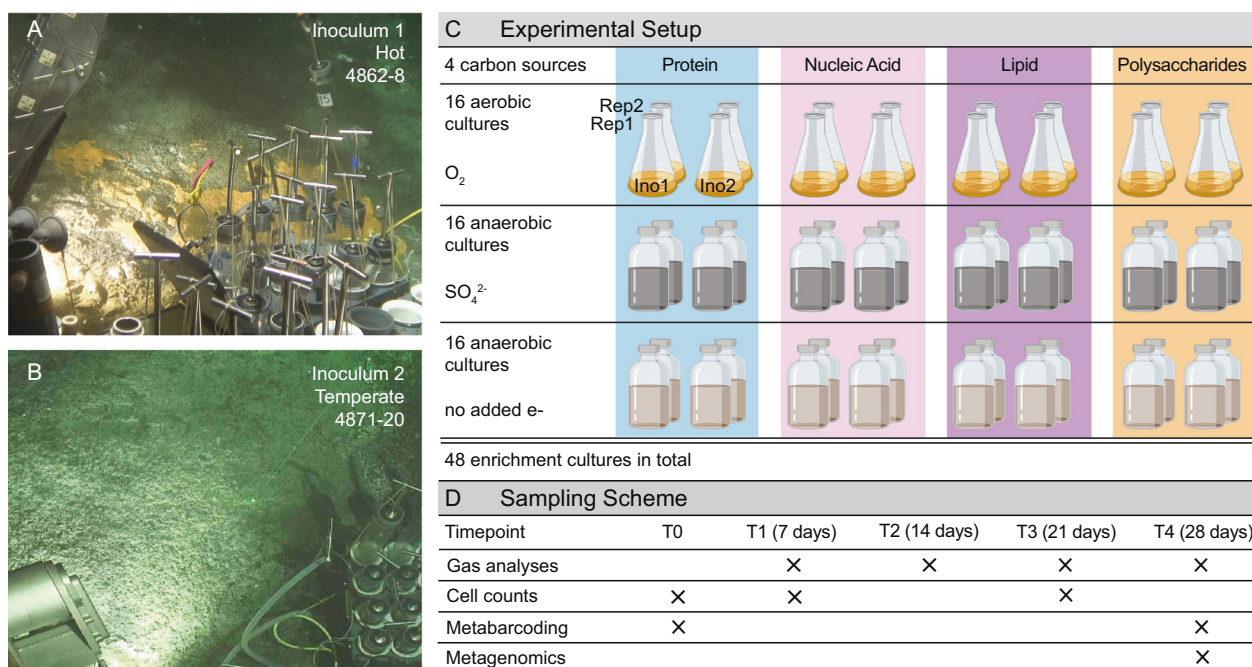 A
Inoculum 1
Hot
4862-8
15
B
Inoculum 2
Temperate
4871-20
C Experimental Setup
4 carbon sources Protein Nucleic Acid Lipid Polysaccharides
16 aerobic
cultures
O₂
Rep2
Rep1
Ino1 Ino2
16 anaerobic
cultures
SO₄²⁻
16 anaerobic
cultures
no added e-
48 enrichment cultures in total
D Sampling Scheme
Timepoint T0 T1 (7 days) T2 (14 days) T3 (21 days) T4 (28 days)
Gas analyses × × × ×
Cell counts × × ×
Metabarcoding × ×
Metagenomics ×